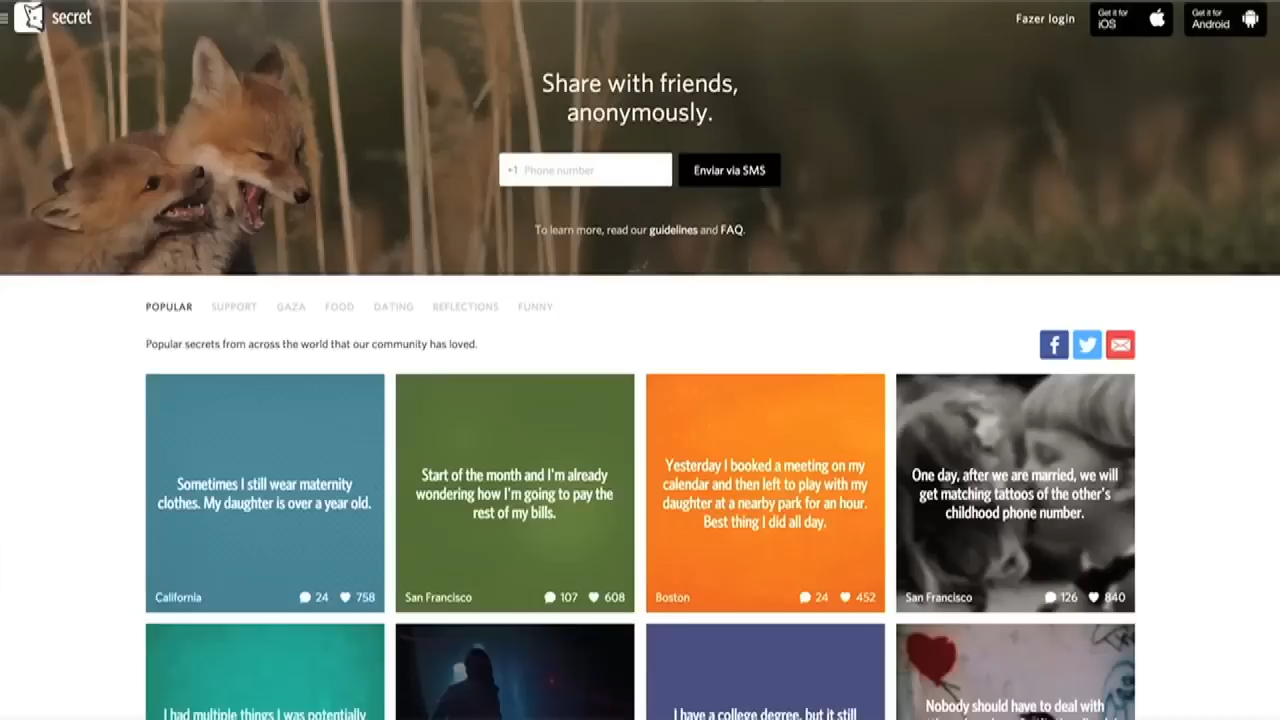 secret
Fazer login
Get it for
iOS
Get it for
Android
Share with friends,
anonymously.
+1 Phone number
Enviar via SMS
To learn more, read our guidelines and FAQ.
POPULAR SUPPORT GAZA FOOD DATING REFLECTIONS FUNNY
Popular secrets from across the world that our community has loved.
Sometimes I still wear maternity
clothes. My daughter is over a year old.
California 24 758
Start of the month and I'm already
wondering how I'm going to pay the
rest of my bills.
San Francisco 107 608
Yesterday I booked a meeting on my
calendar and then left to play with my
daughter at a nearby park for an hour.
Best thing I did all day.
Boston 24 452
One day, after we are married, we will
get matching tattoos of the other's
childhood phone number.
San Francisco 126 840
I had multiple things I was potentially
I have a college degree, but it still
Nobody should have to deal with